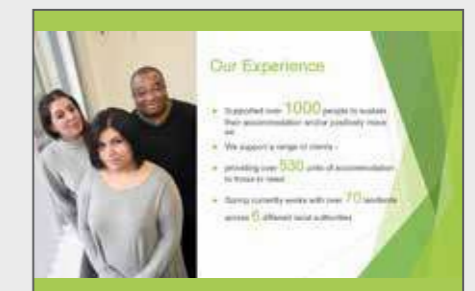 Our Experience
Supported over 1000 people to sustain
their accommodation and/or positively move
on
We support a range of clients -
providing over 530 units of accommodation
to those in need
Spring currently works with over 70 landlords
across 6 different local authorities